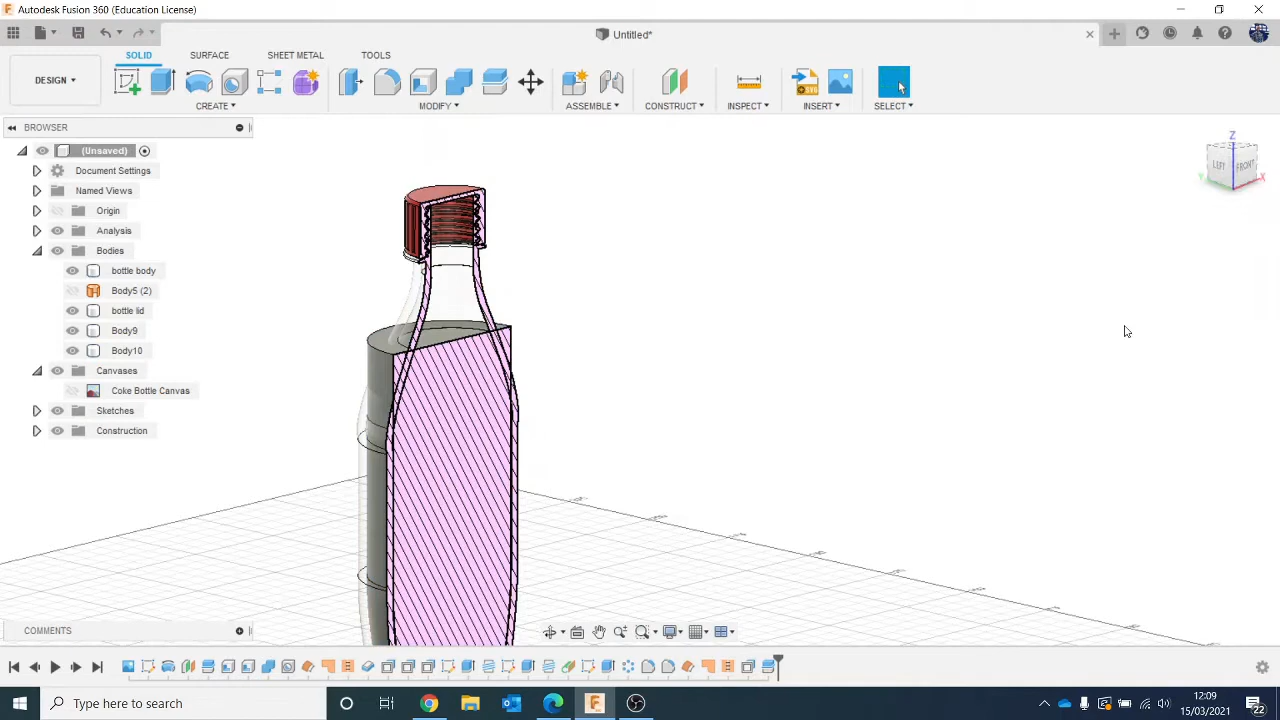 Autodesk Fusion 360 (Education License)
Untitled*
SOLID SURFACE SHEET METAL TOOLS
DESIGN
CREATE MODIFY ASSEMBLE CONSTRUCT INSPECT INSERT SELECT
BROWSER
(Unsaved)
Document Settings
Named Views
Origin
Analysis
Bodies
bottle body
Body5 (2)
bottle lid
Body9
Body10
Canvases
Coke Bottle Canvas
Sketches
Construction
Z
LEFT FRONT
Y X
COMMENTS
Type here to search
12:09
15/03/2021
22